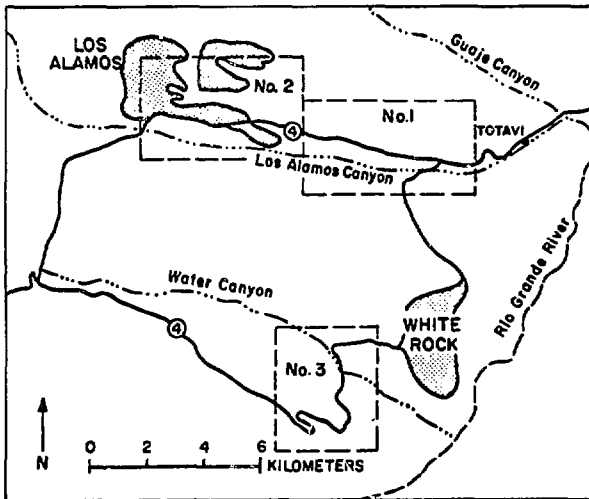 LOS
ALAMOS
No. 2
No. 1
Guaje Canyon
TOTAVI
4
Los Alamos Canyon
Rio Grande River
Water Canyon
4
WHITE
ROCK
No. 3
0 2 4 6
KILOMETERS
N